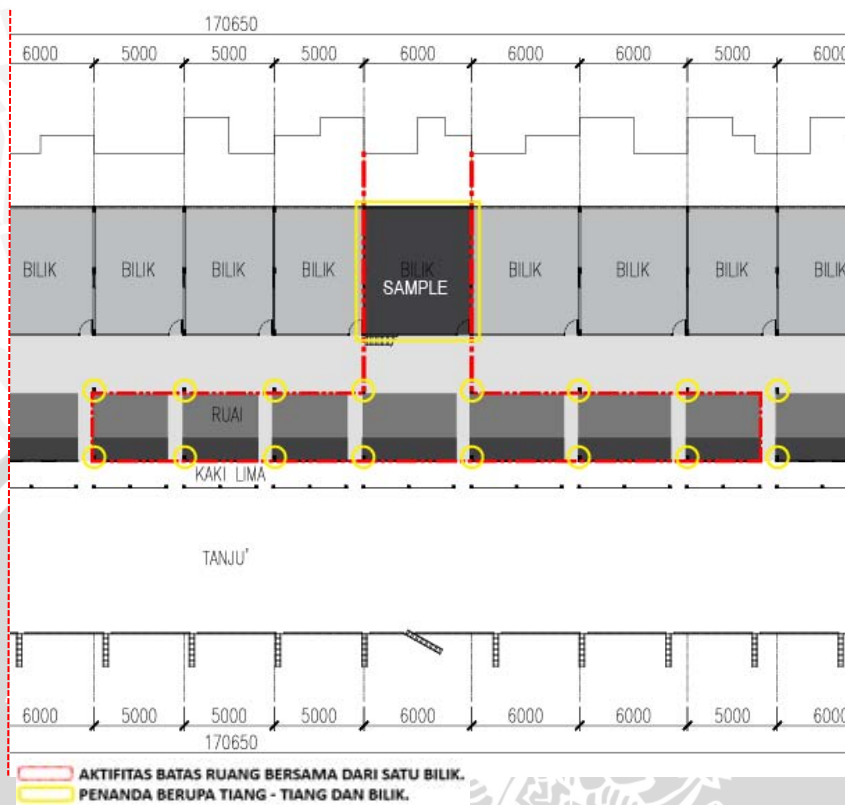 170650
6000 5000 5000 5000 6000 6000 6000 5000 6000
BILIK BILIK BILIK BILIK BILIK BILIK BILIK BILIK BILIK
SAMPLE
RUAI
KAKI LIMA
TANJU'
6000 5000 5000 5000 6000 6000 6000 5000 6000
170650
AKTIFITAS BATAS RUANG BERSAMA DARI SATU BILIK.
PENANDA BERUPA TIANG - TIANG DAN BILIK.